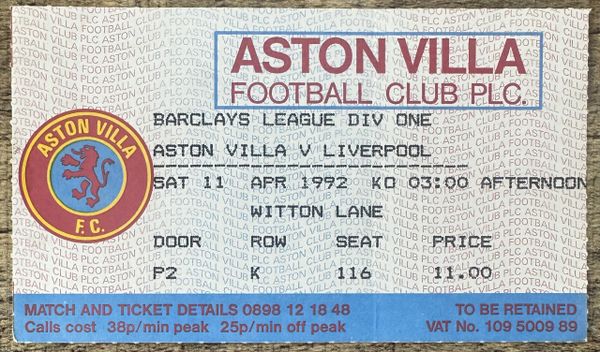 ASTON VILLA
FOOTBALL CLUB PLC.
BARCLAYS LEAGUE DIV ONE
ASTON VILLA V LIVERPOOL
ASTON VILLA
F.C.
SAT 11 APR 1992 KO 03:00 AFTERNOON
WITTON LANE
DOOR ROW SEAT PRICE
P2 K 116 11.00
MATCH AND TICKET DETAILS 0898 12 18 48
Calls cost 38p/min peak 25p/min off peak
TO BE RETAINED
VAT No. 109 5009 89